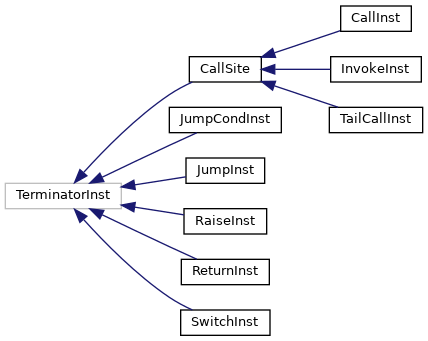 CallInst
CallSite
InvokeInst
TailCallInst
JumpCondInst
JumpInst
TerminatorInst
RaiseInst
ReturnInst
SwitchInst